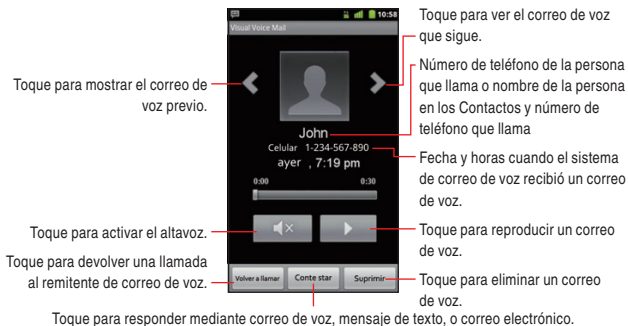 10:58
Visual Voice Mail
Toque para ver el correo de voz
que sigue.
Toque para mostrar el correo de
voz previo.
Número de teléfono de la persona
que llama o nombre de la persona
en los Contactos y número de
teléfono que llama
John
Celular 1-234-567-890
ayer , 7:19 pm
Fecha y horas cuando el sistema
de correo de voz recibió un correo
de voz.
0:00 0:30
Toque para activar el altavoz.
Toque para reproducir un correo
de voz.
Toque para devolver una llamada
al remitente de correo de voz.
Volver a llamar Conte star Suprimir
Toque para eliminar un correo
de voz.
Toque para responder mediante correo de voz, mensaje de texto, o correo electrónico.